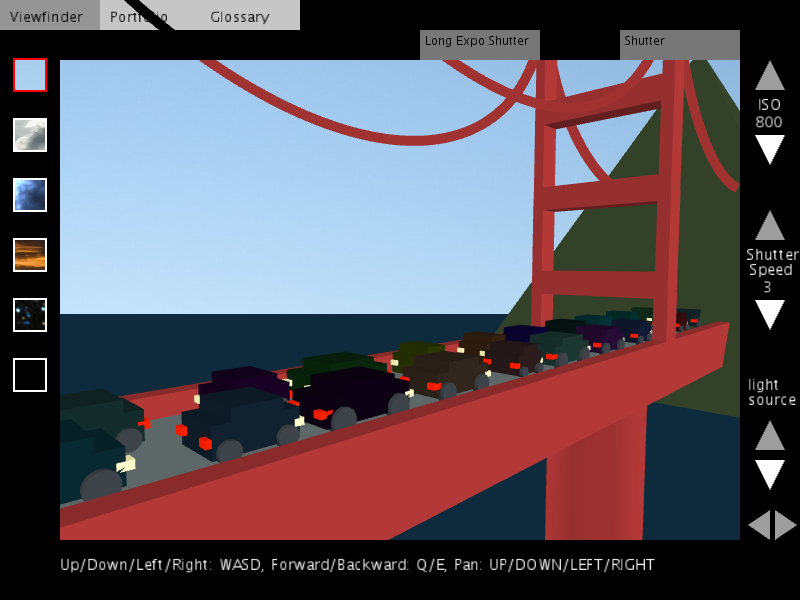 Viewfinder Portfolio Glossary
Long Expo Shutter Shutter
ISO
800
Shutter
Speed
3
light
source
Up/Down/Left/Right: WASD, Forward/Backward: Q/E, Pan: UP/DOWN/LEFT/RIGHT